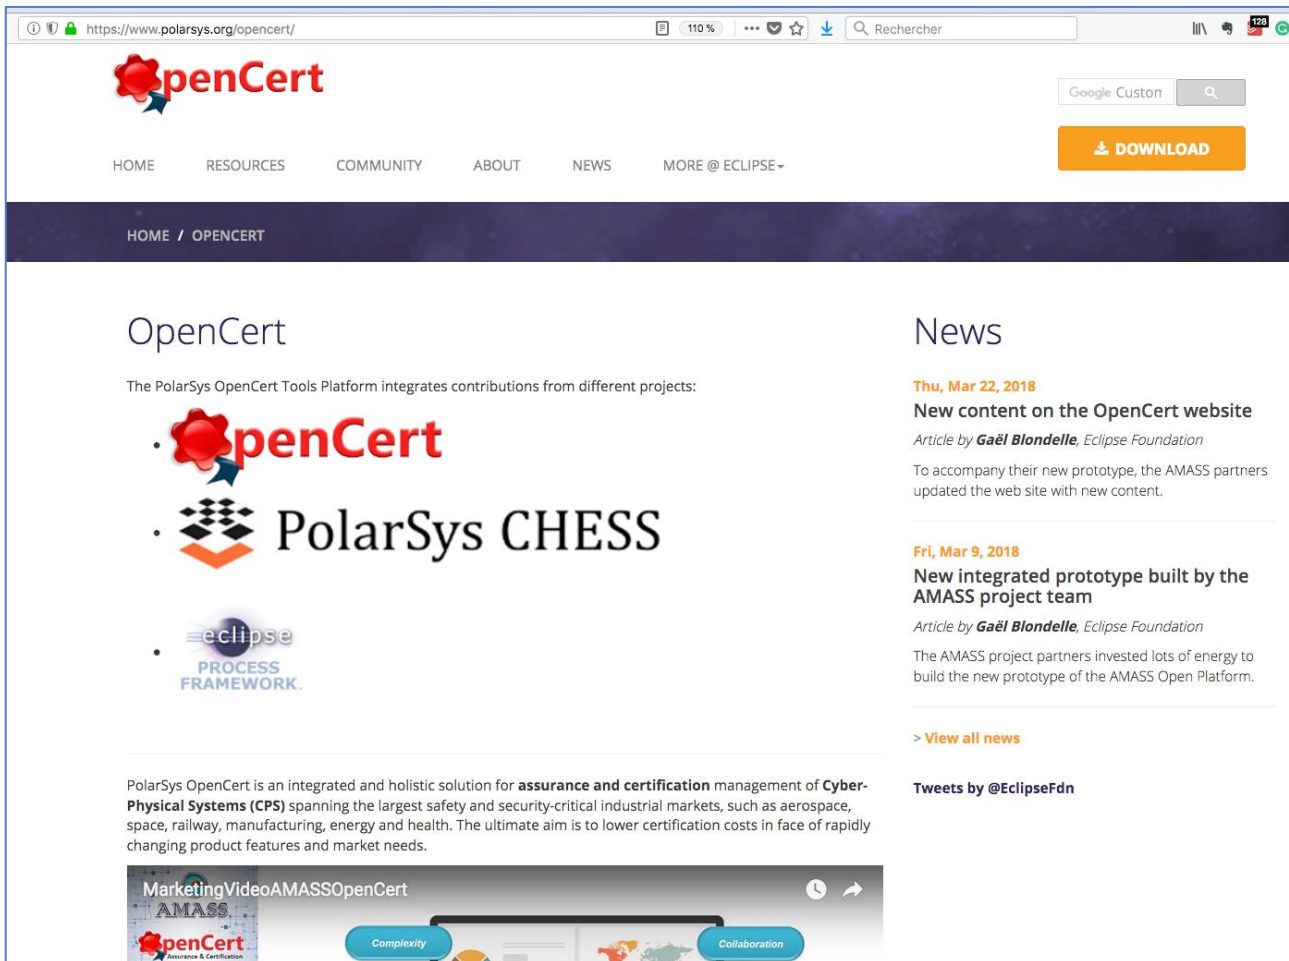 https://www.polarsys.org/opencert/
110 %
Rechercher
128
OpenCert
Google Custom
DOWNLOAD
HOME RESOURCES COMMUNITY ABOUT NEWS MORE @ ECLIPSE
HOME / OPENCERT
OpenCert
The PolarSys OpenCert Tools Platform integrates contributions from different projects:
OpenCert
PolarSys CHESS
eclipse
PROCESS
FRAMEWORK.
PolarSys OpenCert is an integrated and holistic solution for assurance and certification management of Cyber-
Physical Systems (CPS) spanning the largest safety and security-critical industrial markets, such as aerospace,
space, railway, manufacturing, energy and health. The ultimate aim is to lower certification costs in face of rapidly
changing product features and market needs.
MarketingVideoAMASSOpenCert
AMASS
OpenCert
Assurance & Certification
Complexity
Collaboration
News
Thu, Mar 22, 2018
New content on the OpenCert website
Article by Gaël Blondelle, Eclipse Foundation
To accompany their new prototype, the AMASS partners
updated the web site with new content.
Fri, Mar 9, 2018
New integrated prototype built by the
AMASS project team
Article by Gaël Blondelle, Eclipse Foundation
The AMASS project partners invested lots of energy to
build the new prototype of the AMASS Open Platform.
> View all news
Tweets by @EclipseFdn